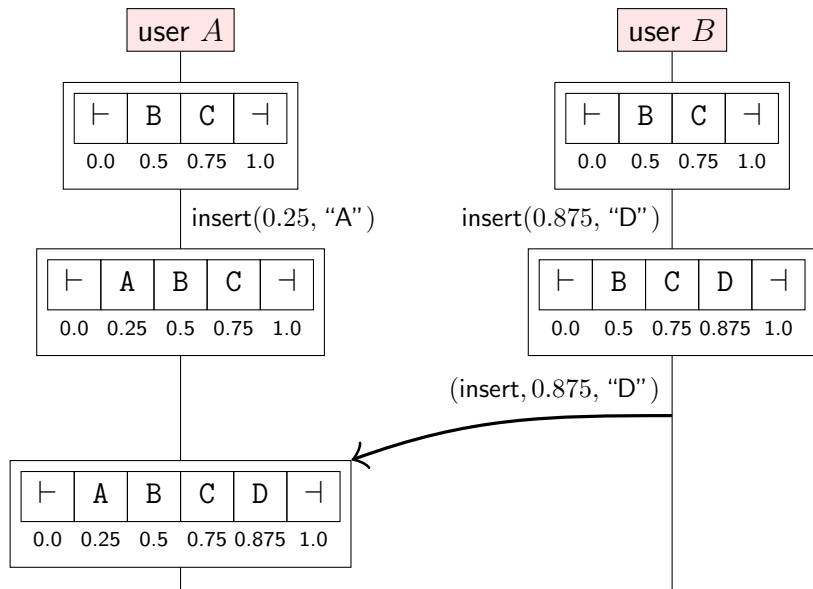 user A
user B
⊢ B C ⊣
0.0 0.5 0.75 1.0
⊢ B C ⊣
0.0 0.5 0.75 1.0
insert(0.25, “A”)
insert(0.875, “D”)
⊢ A B C ⊣
0.0 0.25 0.5 0.75 1.0
⊢ B C D ⊣
0.0 0.5 0.75 0.875 1.0
(insert, 0.875, “D”)
⊢ A B C D ⊣
0.0 0.25 0.5 0.75 0.875 1.0